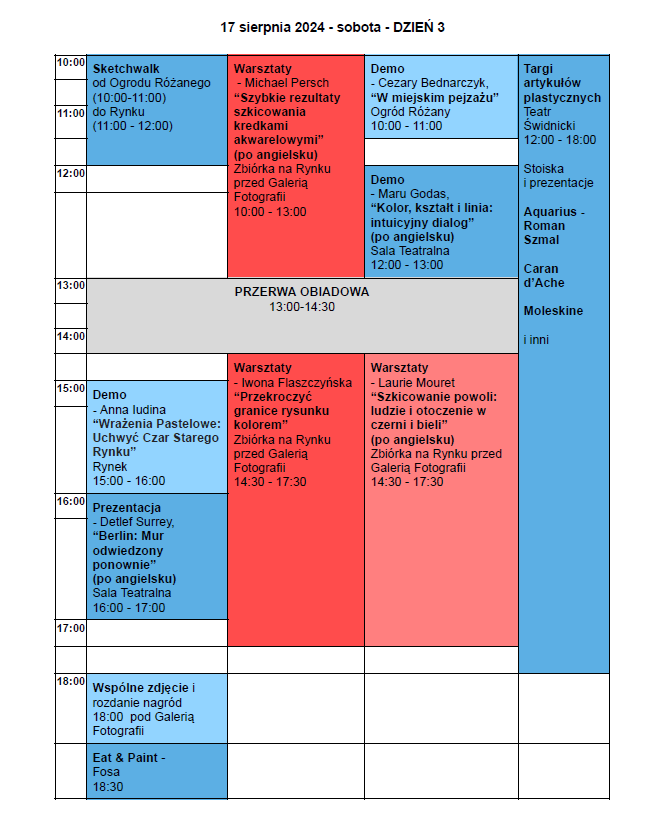 17 sierpnia 2024 - sobota - DZIEŃ 3
10:00
11:00
12:00
13:00
14:00
15:00
16:00
17:00
18:00
Sketchwalk
od Ogrodu Różanego
(10:00-11:00)
do Rynku
(11:00 - 12:00)
Warsztaty
- Michael Persch
“Szybkie rezultaty
szkicowania
kredkami
akwarelowymi”
(po angielsku)
Zbiórka na Rynku
przed Galerią
Fotografii
10:00 - 13:00
Demo
- Cezary Bednarczyk,
“W miejskim pejzażu”
Ogród Różany
10:00 - 11:00
Demo
- Maru Godas,
“Kolor, kształt i linia:
intuicyjny dialog”
(po angielsku)
Sala Teatralna
12:00 - 13:00
Targi
artykułów
plastycznych
Teatr
Świdnicki
12:00 - 18:00
Stoiska
i prezentacje
Aquarius -
Roman
Szmal
Caran
d’Ache
Moleskine
i inni
PRZERWA OBIADOWA
13:00-14:30
Demo
- Anna Iudina
“Wrażenia Pastelowe:
Uchwyć Czar Starego
Rynku”
Rynek
15:00 - 16:00
Prezentacja
- Detlef Surrey,
“Berlin: Mur
odwiedzony
ponownie”
(po angielsku)
Sala Teatralna
16:00 - 17:00
Warsztaty
- Iwona Flaszczyńska
“Przekroczyć
granice rysunku
kolorem”
Zbiórka na Rynku
przed Galerią
Fotografii
14:30 - 17:30
Warsztaty
- Laurie Mouret
“Szkicowanie powoli:
ludzie i otoczenie w
czerni i bieli”
(po angielsku)
Zbiórka na Rynku przed
Galerią Fotografii
14:30 - 17:30
Wspólne zdjęcie i
rozdanie nagród
18:00 pod Galerią
Fotografii
Eat & Paint -
Fosa
18:30